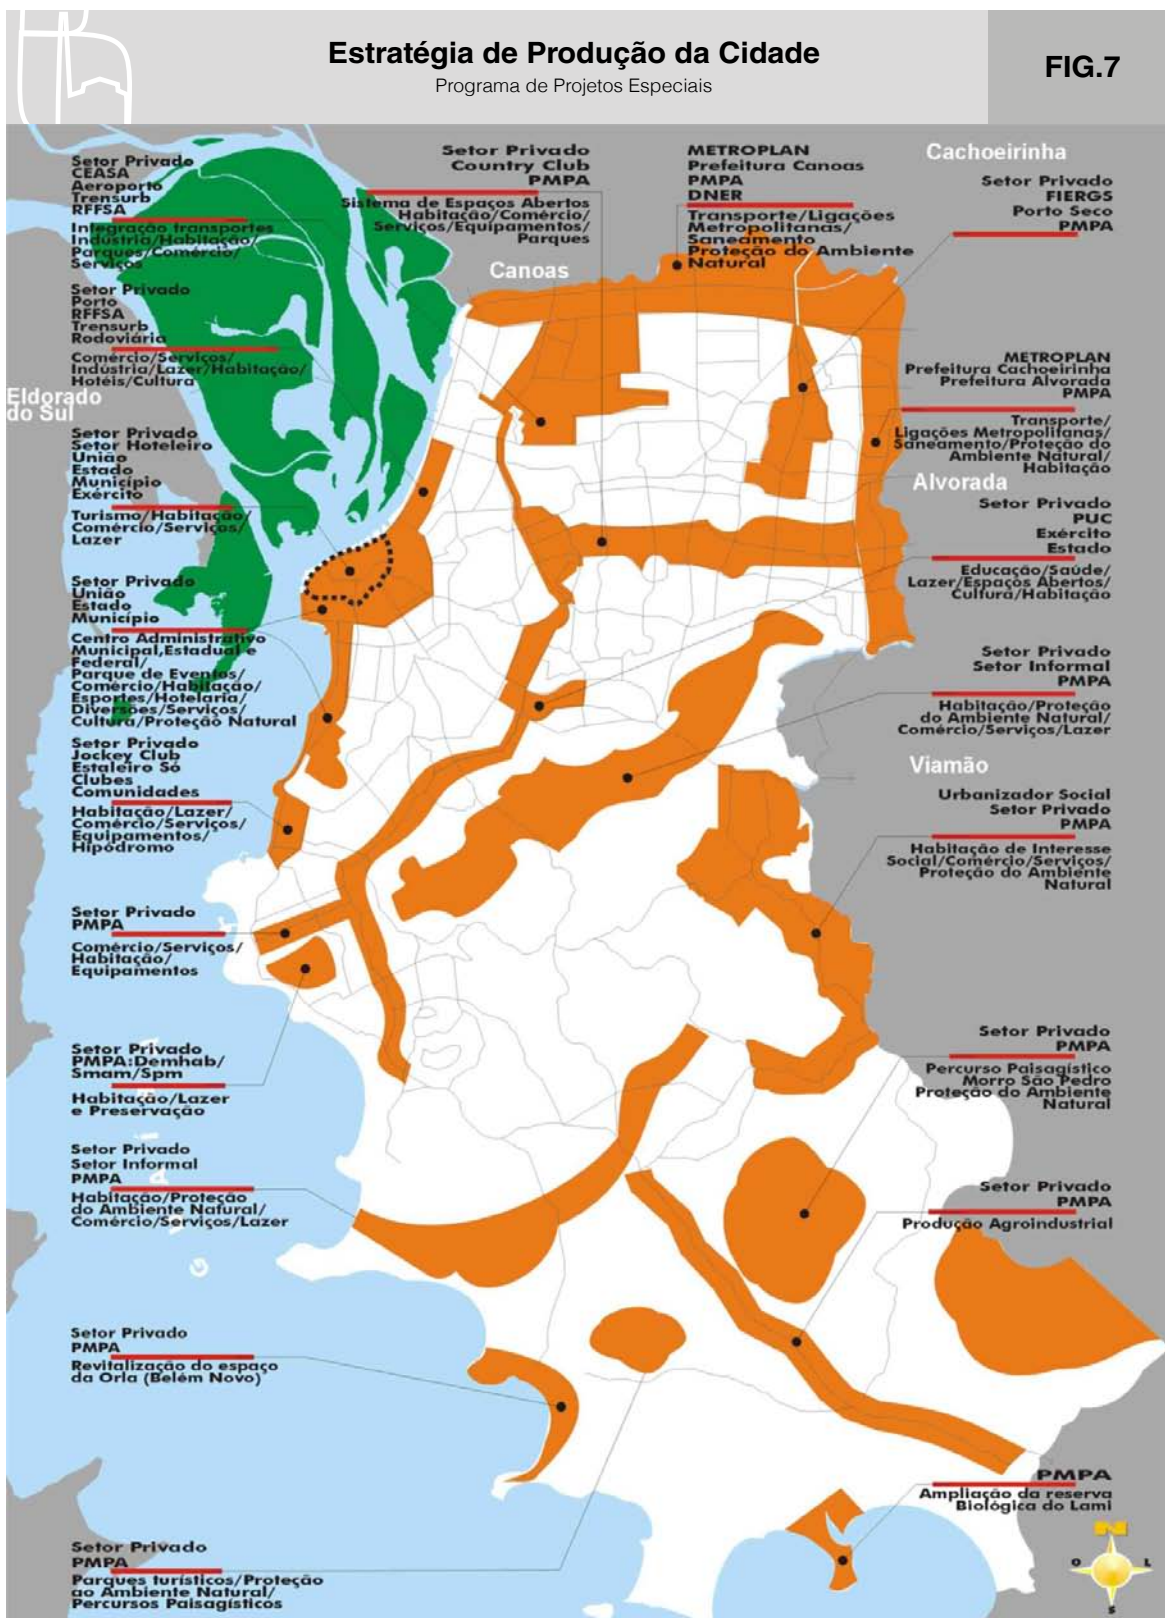 Estratégia de Produção da Cidade
Programa de Projetos Especiais
FIG.7
Setor Privado
CEASA
Aeroporto
Trensurb
RFFSA
Integração transportes
Indústria/Habitação/
Parques/Comércio/
Serviços
Setor Privado
Porto
RFFSA
Trensurb
Rodoviária
Comércio/Serviços/
Indústria/Lazer/Habitação/
Hotéis/Cultura
Eldorado
do Sul
Setor Privado
Setor Hoteleiro
União
Estado
Município
Exército
Turismo/Habitação/
Comércio/Serviços/
Lazer
Setor Privado
União
Estado
Município
Centro Administrativo
Municipal,Estadual e
Federal/
Parque de Eventos/
Comércio/Habitação/
Esportes/Hotelaria/
Diversões/Serviços/
Cultura/Proteção Natural
Setor Privado
Jockey Club
Estaleiro Só
Clubes
Comunidades
Habitação/Lazer/
Comércio/Serviços/
Equipamentos/
Hipódromo
Setor Privado
PMPA
Comércio/Serviços/
Habitação/
Equipamentos
Setor Privado
PMPA:Demhab/
Smam/Spm
Habitação/Lazer
e Preservação
Setor Privado
Setor Informal
PMPA
Habitação/Proteção
do Ambiente Natural/
Comércio/Serviços/Lazer
Setor Privado
PMPA
Revitalização do espaço
da Orla (Belém Novo)
Setor Privado
PMPA
Parques turísticos/Proteção
ao Ambiente Natural/
Percursos Paisagísticos
Setor Privado
Country Club
PMPA
Sistema de Espaços Abertos
Habitação/Comércio/
Serviços/Equipamentos/
Parques
Canoas
METROPLAN
Prefeitura Canoas
PMPA
DNER
Transporte/Ligações
Metropolitanas/
Saneamento
Proteção do Ambiente
Natural
Cachoeirinha
Setor Privado
FIERGS
Porto Seco
PMPA
METROPLAN
Prefeitura Cachoeirinha
Prefeitura Alvorada
PMPA
Transporte/
Ligações Metropolitanas/
Saneamento/Proteção do
Ambiente Natural/
Habitação
Alvorada
Setor Privado
PUC
Exército
Estado
Educação/Saúde/
Lazer/Espaços Abertos/
Cultura/Habitação
Setor Privado
Setor Informal
PMPA
Habitação/Proteção
do Ambiente Natural/
Comércio/Serviços/Lazer
Viamão
Urbanizador Social
Setor Privado
PMPA
Habitação de Interesse
Social/Comércio/Serviços/
Proteção do Ambiente
Natural
Setor Privado
PMPA
Percurso Paisagístico
Morro São Pedro
Proteção do Ambiente
Natural
Setor Privado
PMPA
Produção Agroindustrial
PMPA
Ampliação da reserva
Biológica do Lami
N
O L
S